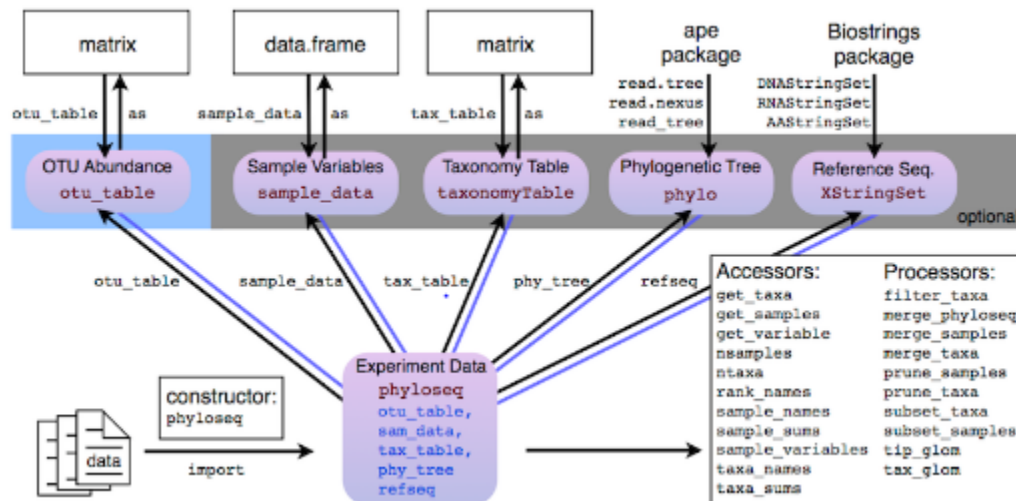 matrix
data.frame
matrix
ape
package
Biostrings
package
otu_table
as
sample_data
as
tax_table
as
read.tree
read.nexus
read_tree
DNAStringSet
RNAStringSet
AAStringSet
OTU Abundance
otu_table
Sample Variables
sample_data
Taxonomy Table
taxonomyTable
Phylogenetic Tree
phylo
Reference Seq.
XStringSet
optional
otu_table
sample_data
tax_table
phy_tree
refseq
Accessors:
get_taxa
get_samples
get_variable
nsamples
ntaxa
rank_names
sample_names
sample_sums
sample_variables
taxa_names
taxa_sums
Processors:
filter_taxa
merge_phyloseq
merge_samples
merge_taxa
prune_samples
prune_taxa
subset_taxa
subset_samples
tip_glom
tax_glom
Experiment Data
phyloseq
otu_table,
sam_data,
tax_table,
phy_tree
refseq
constructor:
phyloseq
data
import